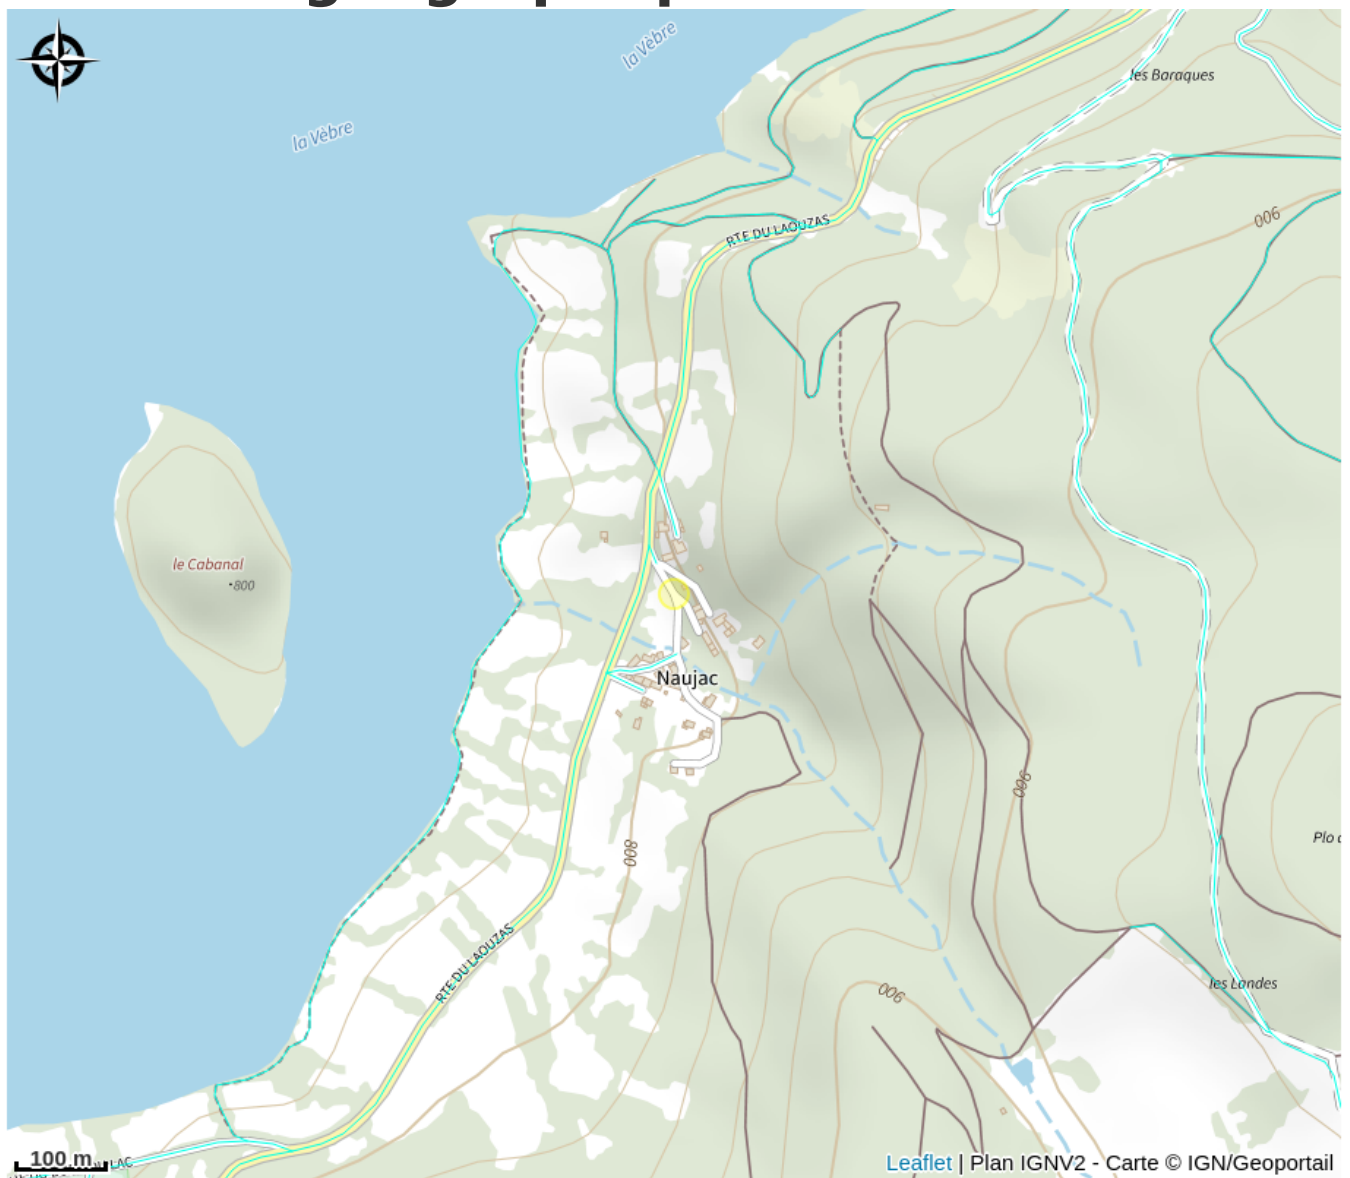 la Vèbre
la Vèbre
les Baraques
900
RTE DU LAOUZAS
le Cabanal
800
Naujac
900
800
Plo
RTE DU LAOUZAS
900
les Landes
100 m
LAC
Leaflet | Plan IGNV2 - Carte © IGN/Geoportail